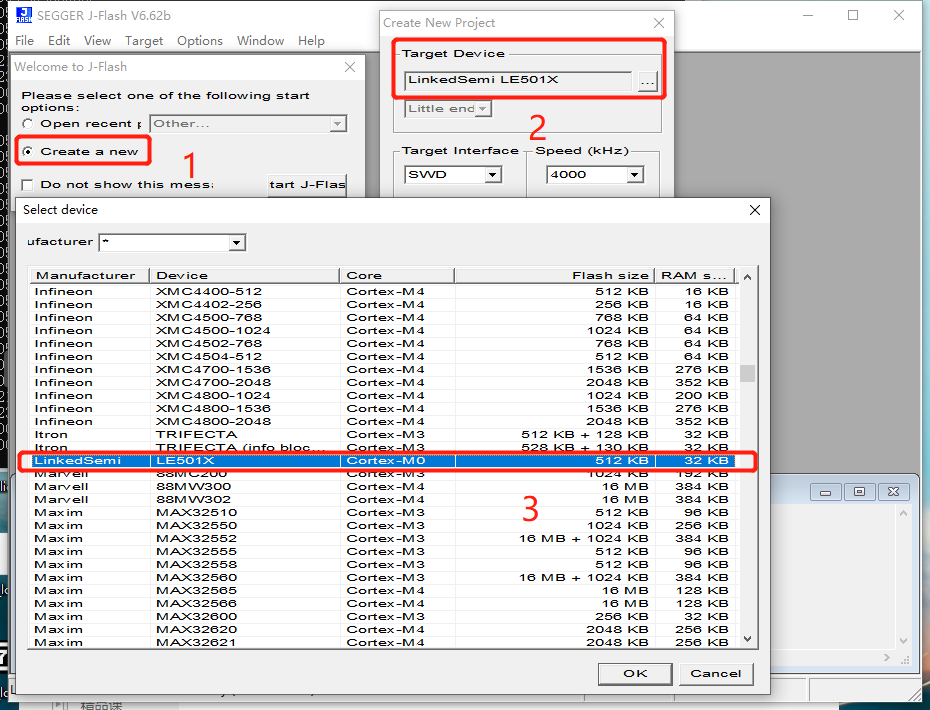 SEGGER J-Flash V6.62b
File Edit View Target Options Window Help
Welcome to J-Flash
Please select one of the following start
options:
Open recent
Other...
Create a new
1
Do not show this
tart J-Flas
Create New Project
Target Device
LinkedSemi LE501X
...
Little end
2
Target Interface
Speed (kHz)
SWD
4000
Select device
ufacturer *
Manufacturer Device Core Flash size RAM s...
Infineon XMC4400-512 Cortex-M4 512 KB 16 KB
Infineon XMC4402-256 Cortex-M4 256 KB 16 KB
Infineon XMC4500-768 Cortex-M4 768 KB 64 KB
Infineon XMC4500-1024 Cortex-M4 1024 KB 64 KB
Infineon XMC4502-768 Cortex-M4 768 KB 64 KB
Infineon XMC4504-512 Cortex-M4 512 KB 64 KB
Infineon XMC4700-1536 Cortex-M4 1536 KB 276 KB
Infineon XMC4700-2048 Cortex-M4 2048 KB 352 KB
Infineon XMC4800-1024 Cortex-M4 1024 KB 200 KB
Infineon XMC4800-1536 Cortex-M4 1536 KB 276 KB
Infineon XMC4800-2048 Cortex-M4 2048 KB 352 KB
Itron TRIFECTA Cortex-M3 512 KB + 128 KB 32 KB
Itron TRIFECTA (info bloc... Cortex-M3 528 KB + 130 KB 32 KB
LinkedSemi LE501X Cortex-M0 512 KB 32 KB
Marvell 88MC200 Cortex-M3 1024 KB 192 KB
Marvell 88MW300 Cortex-M4 16 MB 384 KB
Marvell 88MW302 Cortex-M4 16 MB 384 KB
Maxim MAX32510 Cortex-M3 512 KB 96 KB
Maxim MAX32550 Cortex-M3 1024 KB 256 KB
Maxim MAX32552 Cortex-M3 16 MB + 1024 KB 384 KB
Maxim MAX32555 Cortex-M3 512 KB 96 KB
Maxim MAX32558 Cortex-M3 512 KB 96 KB
Maxim MAX32560 Cortex-M3 16 MB + 1024 KB 384 KB
Maxim MAX32565 Cortex-M4 16 MB 128 KB
Maxim MAX32566 Cortex-M4 16 MB 128 KB
Maxim MAX32600 Cortex-M3 256 KB 32 KB
Maxim MAX32620 Cortex-M4 2048 KB 256 KB
Maxim MAX32621 Cortex-M4 2048 KB 256 KB
3
OK
Cancel
精品课